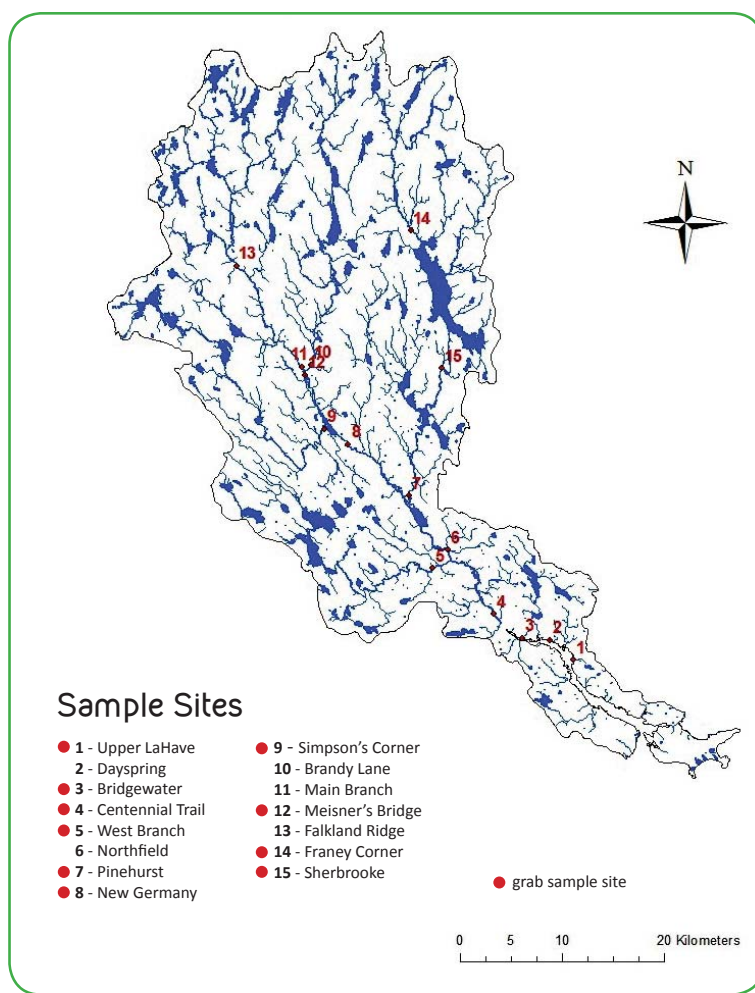 N
14
13
11 10
12
15
9
8
7
6
5
4
3
2
1
Sample Sites
1 - Upper LaHave
2 - Dayspring
3 - Bridgewater
4 - Centennial Trail
5 - West Branch
6 - Northfield
7 - Pinehurst
8 - New Germany
9 - Simpson's Corner
10 - Brandy Lane
11 - Main Branch
12 - Meisner's Bridge
13 - Falkland Ridge
14 - Franey Corner
15 - Sherbrooke
grab sample site
0 5 10 20 Kilometers